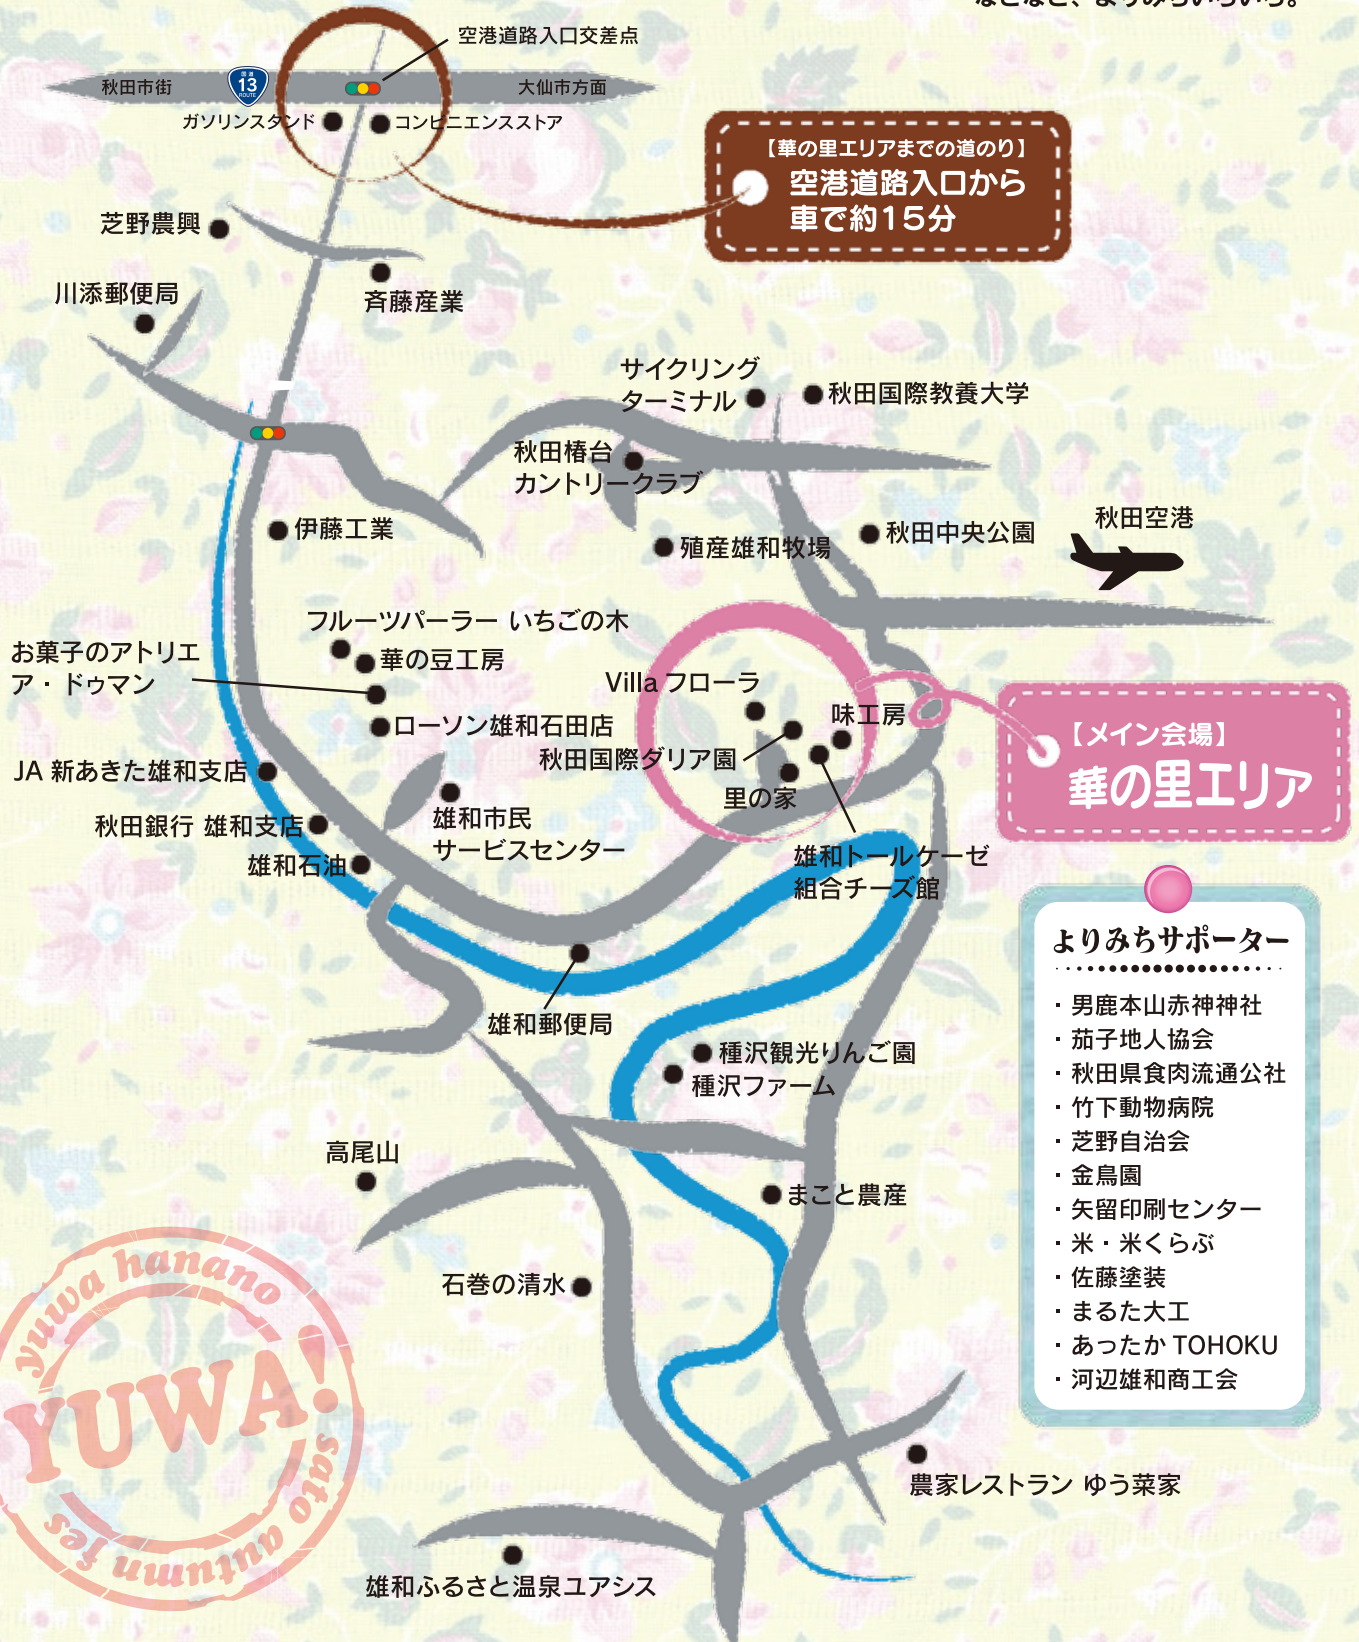 などなど、よりみちいろいろ。
空港道路入口交差点
秋田市街
国道
13
ROUTE
大仙市方面
ガソリンスタンド
コンビニエンスストア
【華の里エリアまでの道のり】
空港道路入口から
車で約15分
芝野農興
川添郵便局
斉藤産業
サイクリング
ターミナル
秋田国際教養大学
秋田椿台
カントリークラブ
伊藤工業
殖産雄和牧場
秋田中央公園
秋田空港
フルーツパーラー いちごの木
お菓子のアトリエ
ア・ドゥマン
華の豆工房
Villa フローラ
味工房
ローソン雄和石田店
秋田国際ダリア園
【メイン会場】
華の里エリア
JA 新あきた雄和支店
里の家
秋田銀行 雄和支店
雄和市民
サービスセンター
雄和石油
雄和トールケーゼ
組合チーズ館
よりみちサポーター
・男鹿本山赤神神社
・茄子地人協会
・秋田県食肉流通公社
・竹下動物病院
・芝野自治会
・金鳥園
・矢留印刷センター
・米・米くらぶ
・佐藤塗装
・まるた大工
・あったか TOHOKU
・河辺雄和商工会
雄和郵便局
種沢観光りんご園
種沢ファーム
高尾山
まこと農産
石巻の清水
yuwa hanano
YUWA!
sato autumn fes
農家レストラン ゆう菜家
雄和ふるさと温泉ユアシス